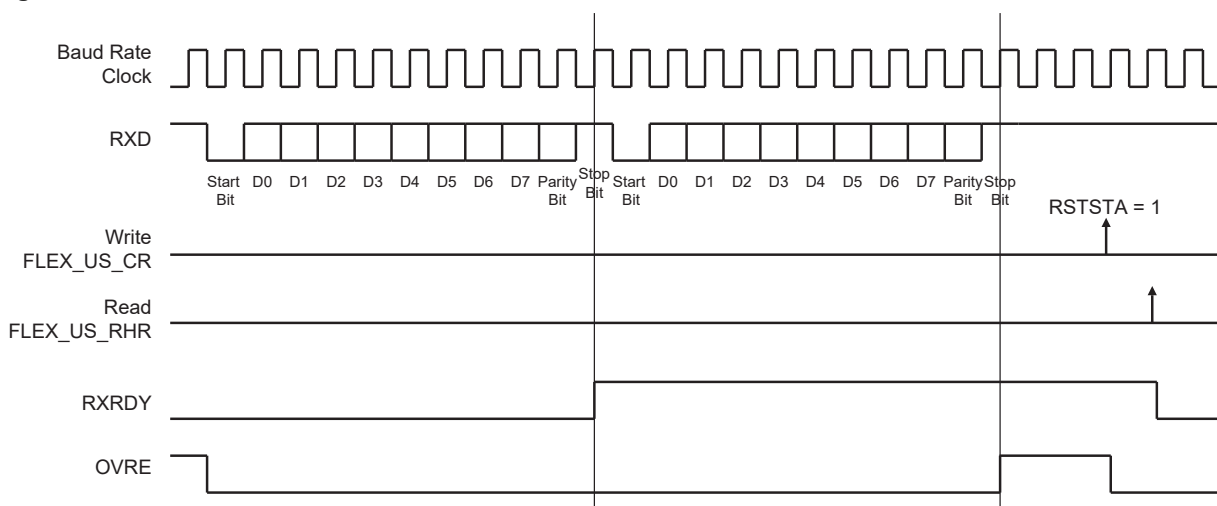 Baud Rate
Clock
RXD
Start
Bit
D0 D1 D2 D3 D4 D5 D6 D7 Parity
Bit
Stop
Bit
Start
Bit
D0 D1 D2 D3 D4 D5 D6 D7 Parity
Bit
Stop
Bit
RSTSTA = 1
Write
FLEX_US_CR
Read
FLEX_US_RHR
RXRDY
OVRE